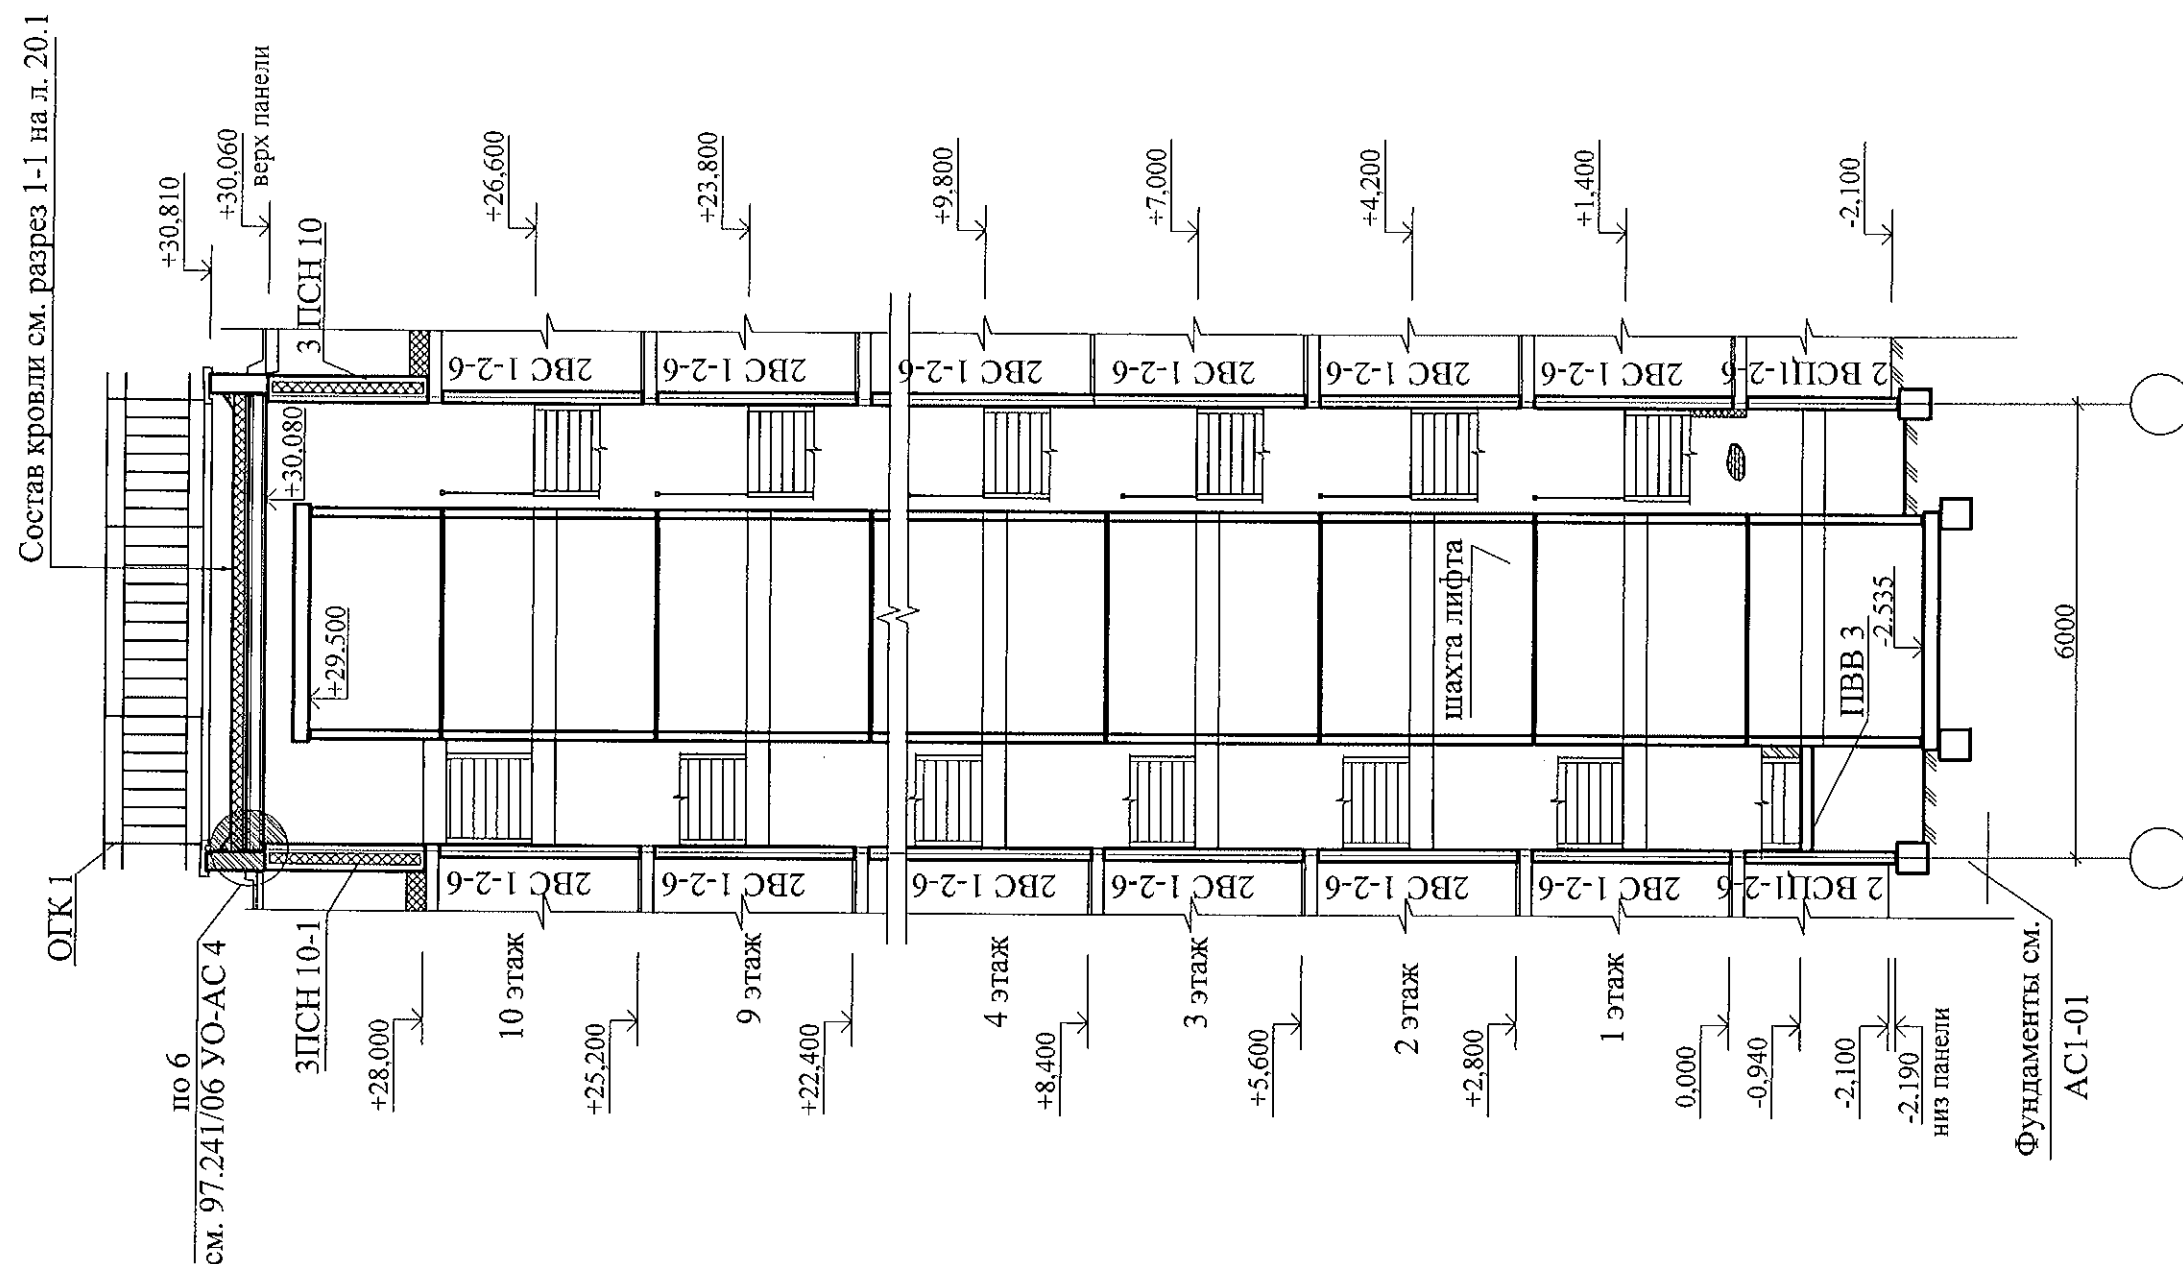 Состав кровли см. разрез 1-1 на л. 20.1
+30,810
+30,060
верх панели
3 ПСН 10
+26,600
+23,800
+9.800
+7,000
+4,200
+1,400
-2,100
2ВС 1-2-6
2ВС 1-2-6
2ВС 1-2-6
2ВС 1-2-6
2ВС 1-2-6
2ВС 1-2-6
2 ВСЦ1-2-6
+30.080
+29.500
шахта лифта
ПВВ 3
-2.535
6000
2ВС 1-2-6
2ВС 1-2-6
2ВС 1-2-6
2ВС 1-2-6
2ВС 1-2-6
2ВС 1-2-6
2 ВСЦ1-2-6
ОГК 1
по 6
см. 97.241/06 УО-АС 4
3ПСН 10-1
10 этаж
9 этаж
4 этаж
3 этаж
2 этаж
1 этаж
+28,000
+25,200
+22,400
+8,400
+5,600
+2,800
0,000
-0,940
-2,100
-2.190
низ панели
Фундаменты см.
АС1-01